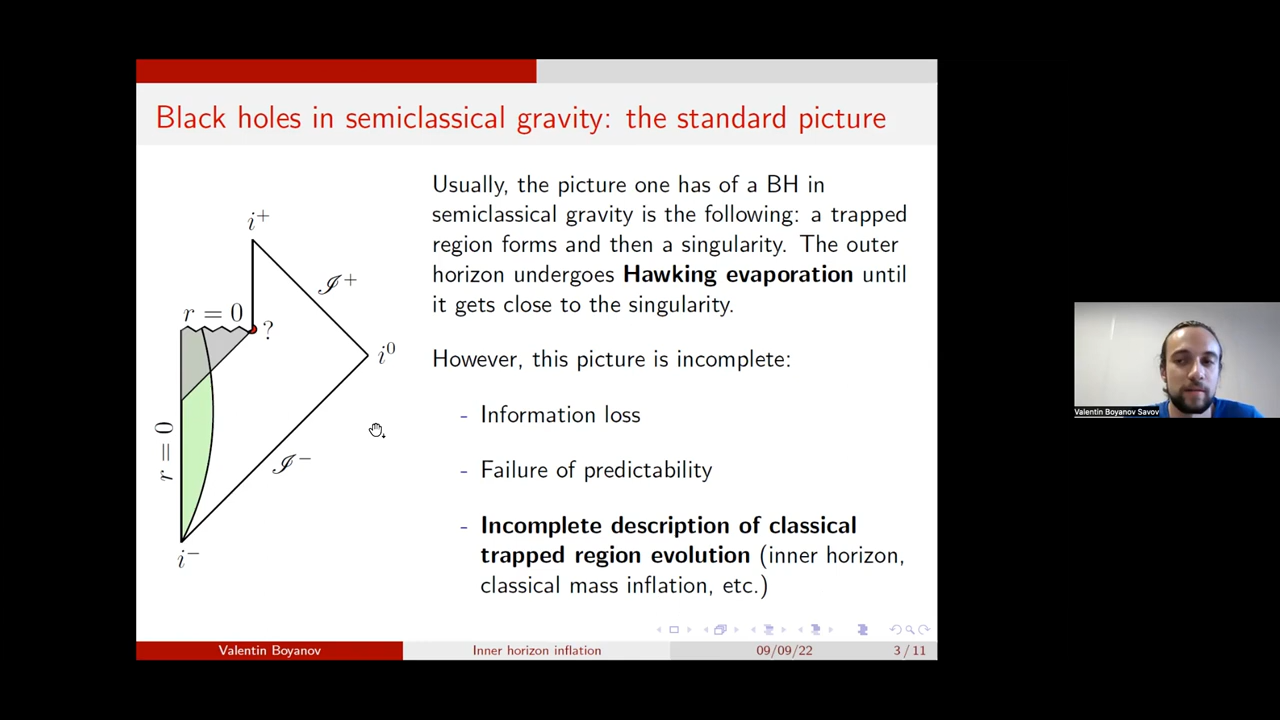 Black holes in semiclassical gravity: the standard picture
i⁺
ℐ⁺
r = 0
?
i⁰
r = 0
ℐ⁻
i⁻
Usually, the picture one has of a BH in
semiclassical gravity is the following: a trapped
region forms and then a singularity. The outer
horizon undergoes Hawking evaporation until
it gets close to the singularity.
However, this picture is incomplete:
- Information loss
- Failure of predictability
- Incomplete description of classical
trapped region evolution (inner horizon,
classical mass inflation, etc.)
Valentin Boyanov Savov
Valentin Boyanov
Inner horizon inflation
09/09/22
3 / 11